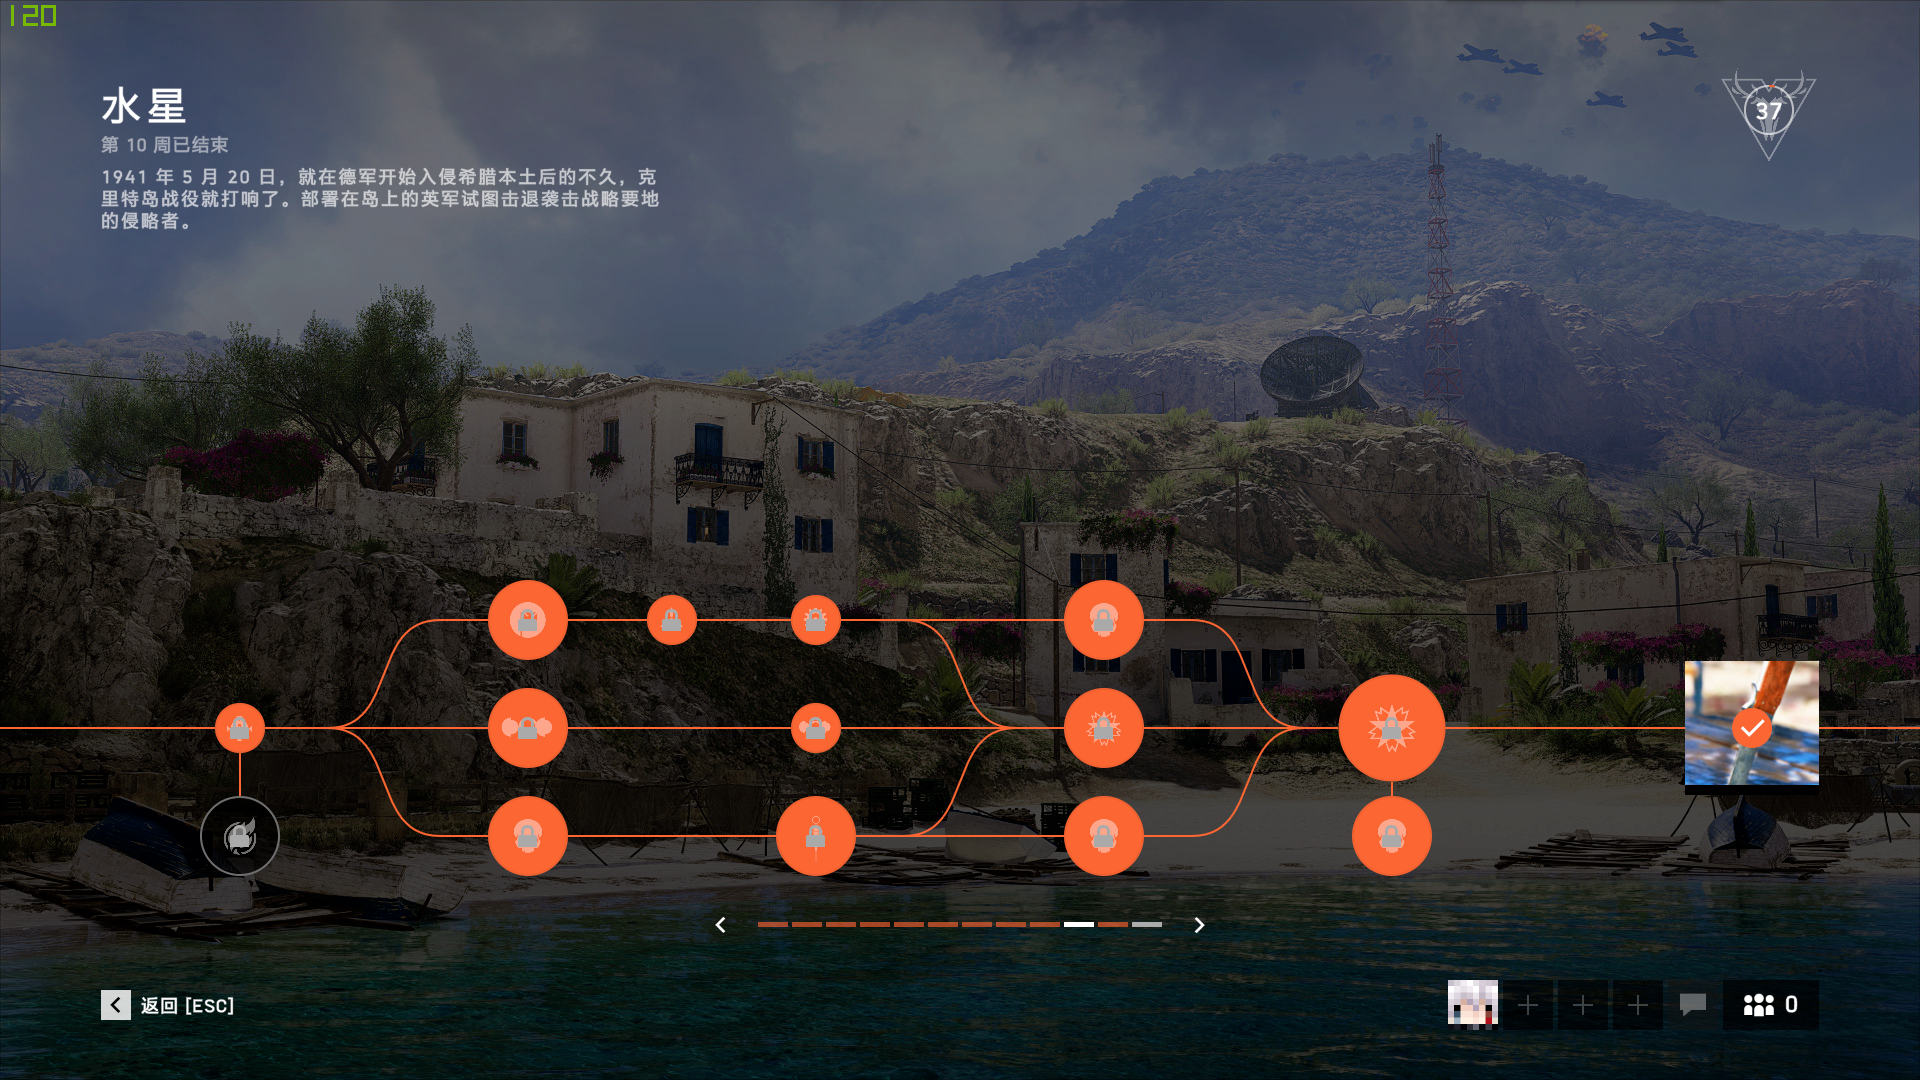 120
水星
37
第 10 周已结束
1941 年 5 月 20 日，就在德军开始入侵希腊本土后的不久，克
里特岛战役就打响了。部署在岛上的英军试图击退袭击战略要地
的侵略者。
返回 [ESC]
0